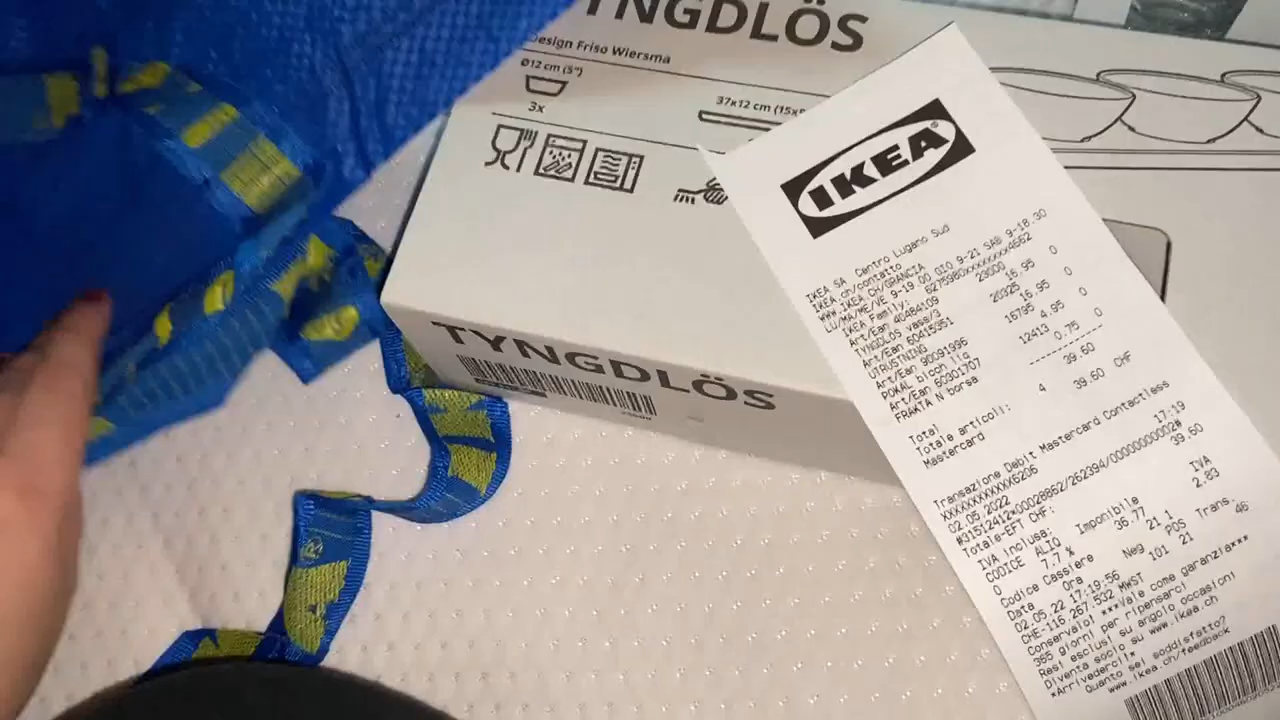 TYNGDLÖS
Design Friso Wiersma
Ø12 cm (5")
3x
37x12 cm (15x
TYNGDLÖS
IKEA
IKEA SA Centro Lugano Sud
IKEA.ch/contatto
WWW.IKEA.CH/GRANCIA
LU/MA/ME/VE 9-19.00 GIO 9-21 SAB 9-18.30
IKEA Family: 6275980xxxxxxxx4662
Art/Ean 40484109 23000
TYNGDLÖS vass/3 16.95 0
Art/Ean 60415351 20325
UTRUSTNING 16.95 0
Art/Ean 90091996 16795
POKAL bicch 4.95 0
Art/Ean 60301707 12413
FRAKTA N borsa 0.75 0
----------
Total 39.60
Totale articoli: 4
Mastercard 39.60 CHF
Transazione Debit Mastercard Contactless
XXXXXXXXXXXX6206
02.05.2022 17:19
Totale-EFT CHF: 39.60
IVA inclusa:
CODICE ALIQ Imponibile IVA
0 7.7 % 36.77 2.83
Codice Cassiere Neg POS Trans.
21 1 46
Data Ora
02.05.22 17:19:56 101 21
CHE-116.267.532 MWST
Conservalo! ***Vale come garanzia***
365 giorni per ripensarci
Resi esclusi su angolo occasioni
Diventa socio su www.ikea.ch
*Arrivederci!*
Quanto sei soddisfatto?
www.ikea.ch/feedback